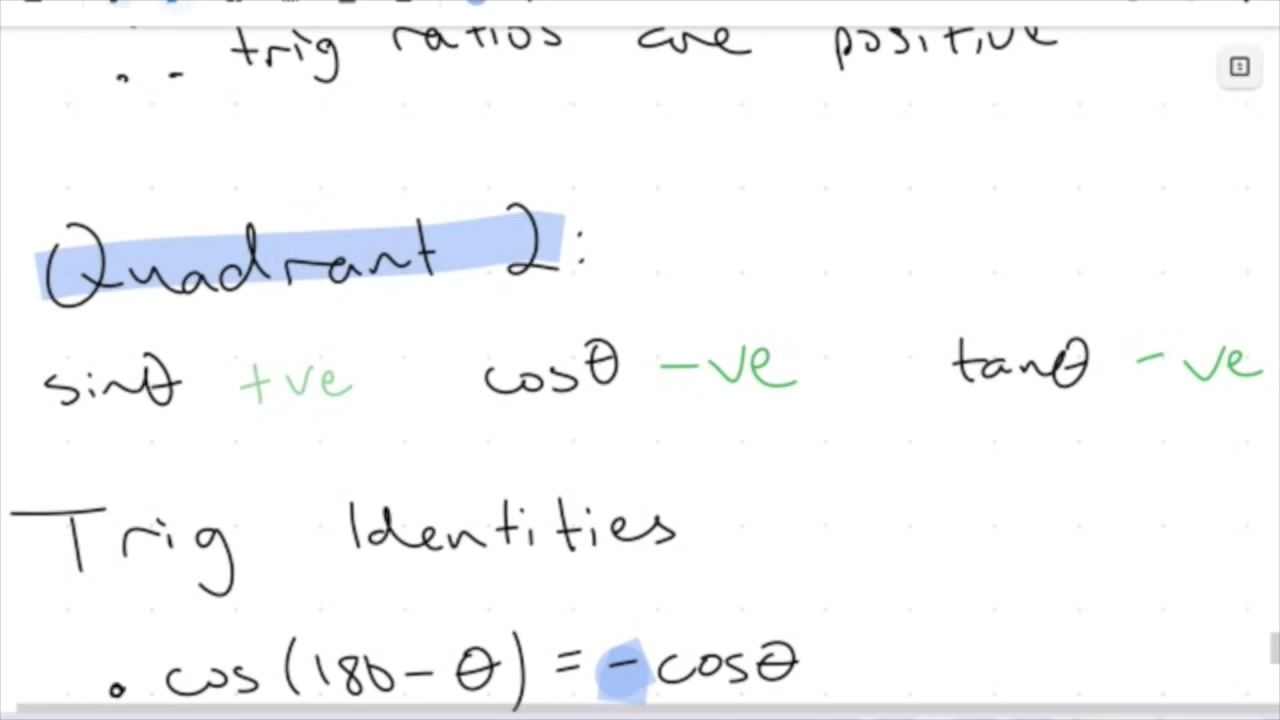 ∴ trig ratios are positive
Quadrant 2:
sinθ +ve cosθ -ve tanθ -ve
Trig Identities
• cos(180-θ) = -cosθ